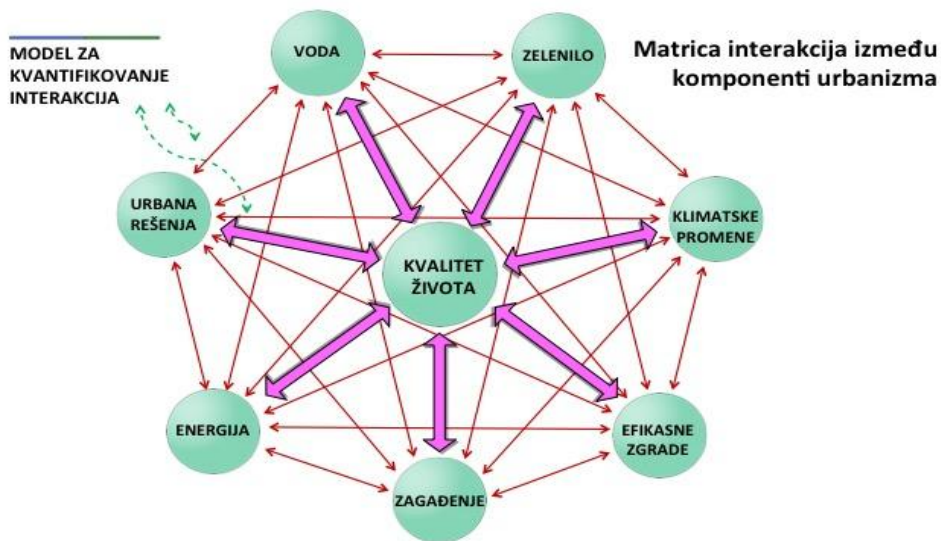 MODEL ZA
KVANTIFIKOVANJE
INTERAKCIJA
VODA
ZELENILO
Matrica interakcija između
komponenti urbanizma
URBANA
REŠENJA
KLIMATSKE
PROMENE
KVALITET
ŽIVOTA
ENERGIJA
EFIKASNE
ZGRADE
ZAGAĐENJE